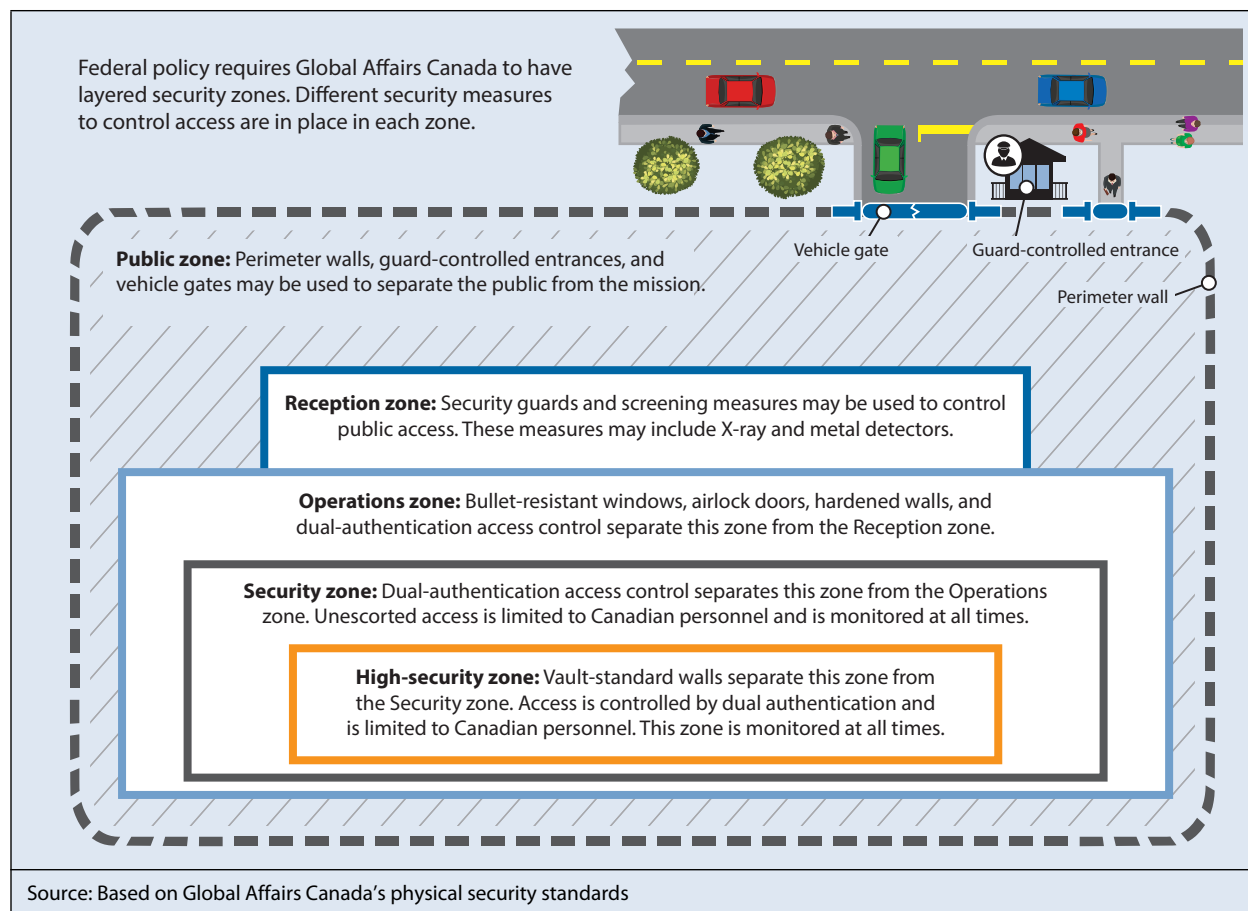 Federal policy requires Global Affairs Canada to have
layered security zones. Different security measures
to control access are in place in each zone.
Vehicle gate
Guard-controlled entrance
Perimeter wall
Public zone: Perimeter walls, guard-controlled entrances, and
vehicle gates may be used to separate the public from the mission.
Reception zone: Security guards and screening measures may be used to control
public access. These measures may include X-ray and metal detectors.
Operations zone: Bullet-resistant windows, airlock doors, hardened walls, and
dual-authentication access control separate this zone from the Reception zone.
Security zone: Dual-authentication access control separates this zone from the Operations
zone. Unescorted access is limited to Canadian personnel and is monitored at all times.
High-security zone: Vault-standard walls separate this zone from
the Security zone. Access is controlled by dual authentication and
is limited to Canadian personnel. This zone is monitored at all times.
Source: Based on Global Affairs Canada’s physical security standards